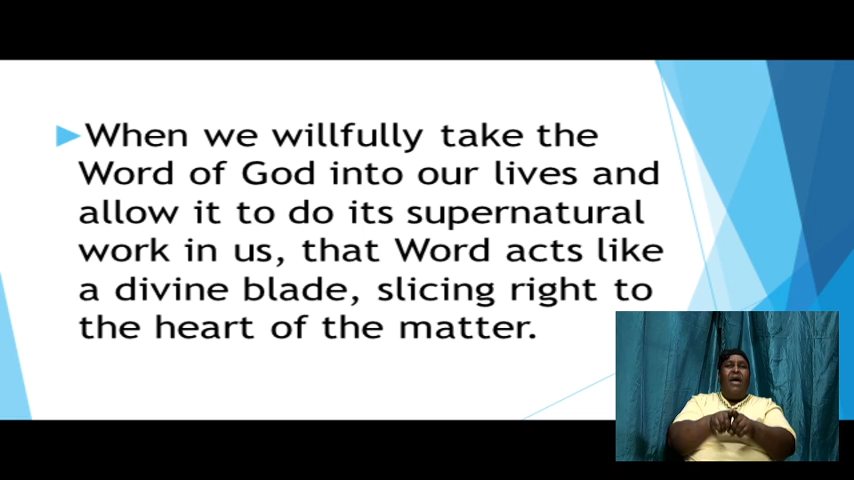 When we willfully take the
Word of God into our lives and
allow it to do its supernatural
work in us, that Word acts like
a divine blade, slicing right to
the heart of the matter.